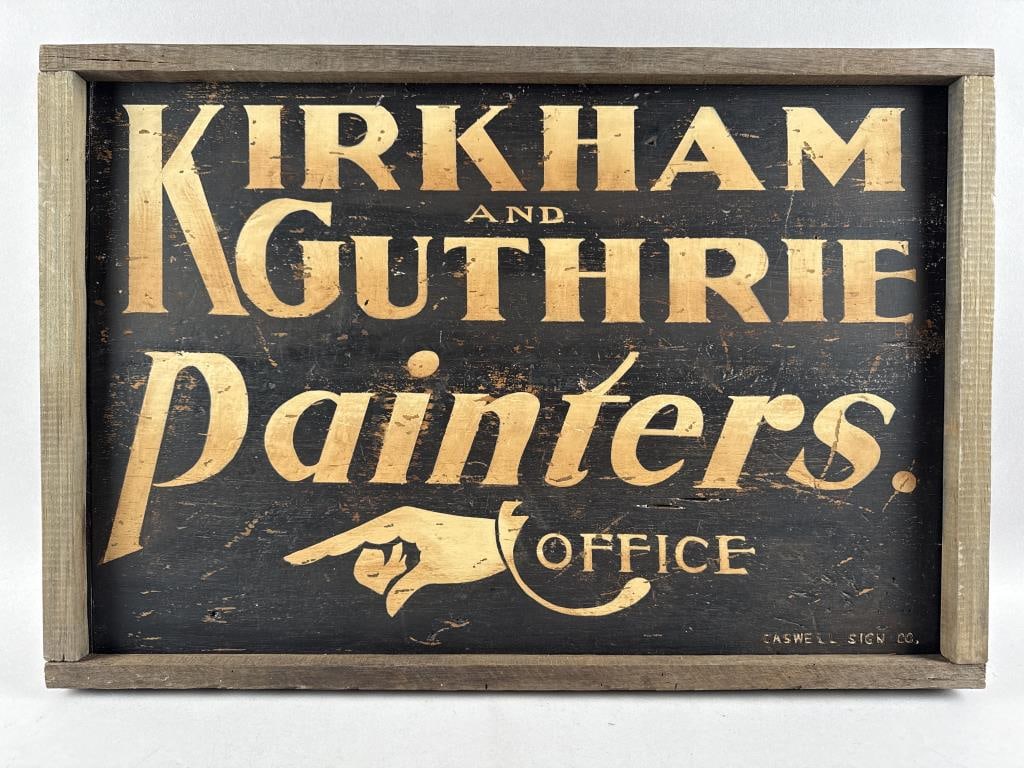 KIRKHAM
AND
GUTHRIE
Painters.
OFFICE
CASWELL SIGN CO.